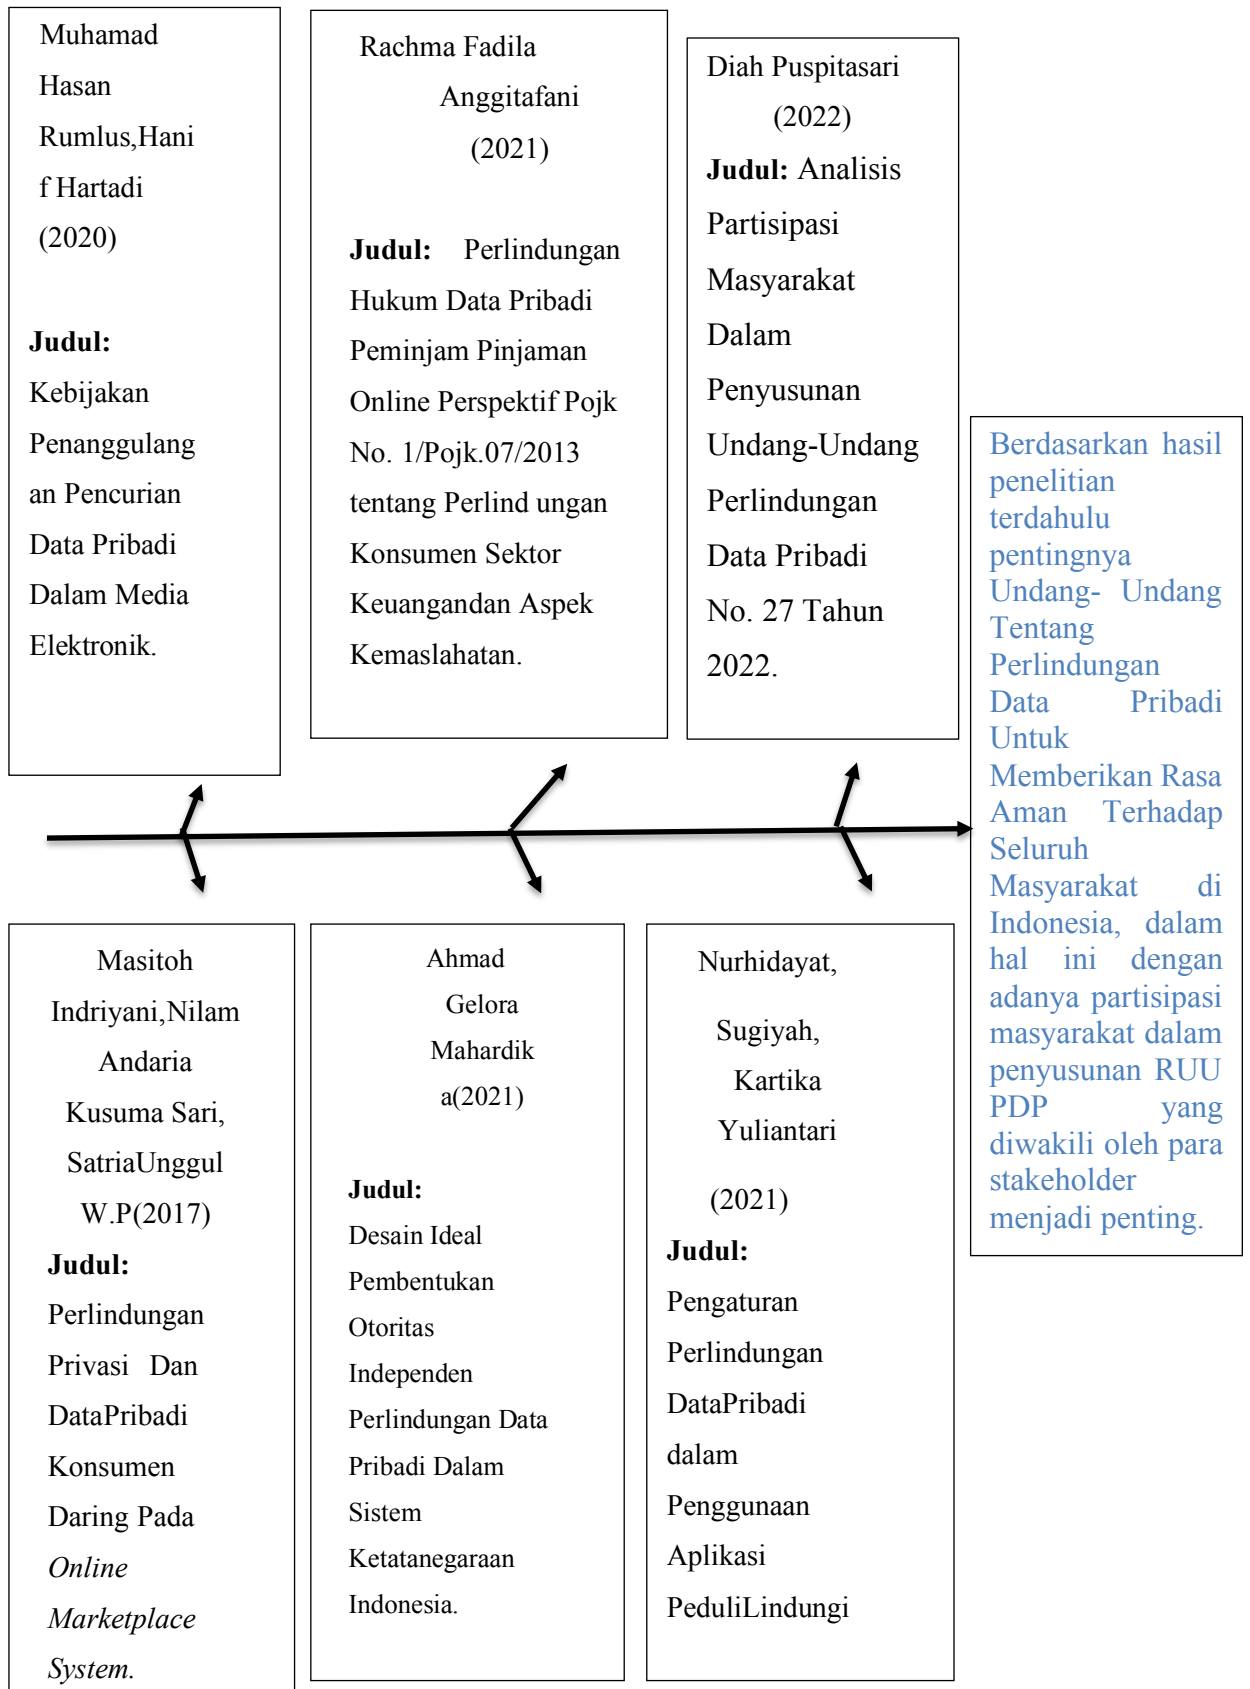 Muhamad
Hasan
Rumlus,Hani
f Hartadi
(2020)
Judul:
Kebijakan
Penanggulang
an Pencurian
Data Pribadi
Dalam Media
Elektronik.
Rachma Fadila
Anggitafani
(2021)
Judul: Perlindungan
Hukum Data Pribadi
Peminjam Pinjaman
Online Perspektif Pojk
No. 1/Pojk.07/2013
tentang Perlind ungan
Konsumen Sektor
Keuangandan Aspek
Kemaslahatan.
Diah Puspitasari
(2022)
Judul: Analisis
Partisipasi
Masyarakat
Dalam
Penyusunan
Undang-Undang
Perlindungan
Data Pribadi
No. 27 Tahun
2022.
Berdasarkan hasil
penelitian
terdahulu
pentingnya
Undang- Undang
Tentang
Perlindungan
Data Pribadi
Untuk
Memberikan Rasa
Aman Terhadap
Seluruh
Masyarakat di
Indonesia, dalam
hal ini dengan
adanya partisipasi
masyarakat dalam
penyusunan RUU
PDP yang
diwakili oleh para
stakeholder
menjadi penting.
Masitoh
Indriyani,Nilam
Andaria
Kusuma Sari,
SatriaUnggul
W.P(2017)
Judul:
Perlindungan
Privasi Dan
DataPribadi
Konsumen
Daring Pada
Online
Marketplace
System.
Ahmad
Gelora
Mahardik
a(2021)
Judul:
Desain Ideal
Pembentukan
Otoritas
Independen
Perlindungan Data
Pribadi Dalam
Sistem
Ketatanegaraan
Indonesia.
Nurhidayat,
Sugiyah,
Kartika
Yuliantari
(2021)
Judul:
Pengaturan
Perlindungan
DataPribadi
dalam
Penggunaan
Aplikasi
PeduliLindungi